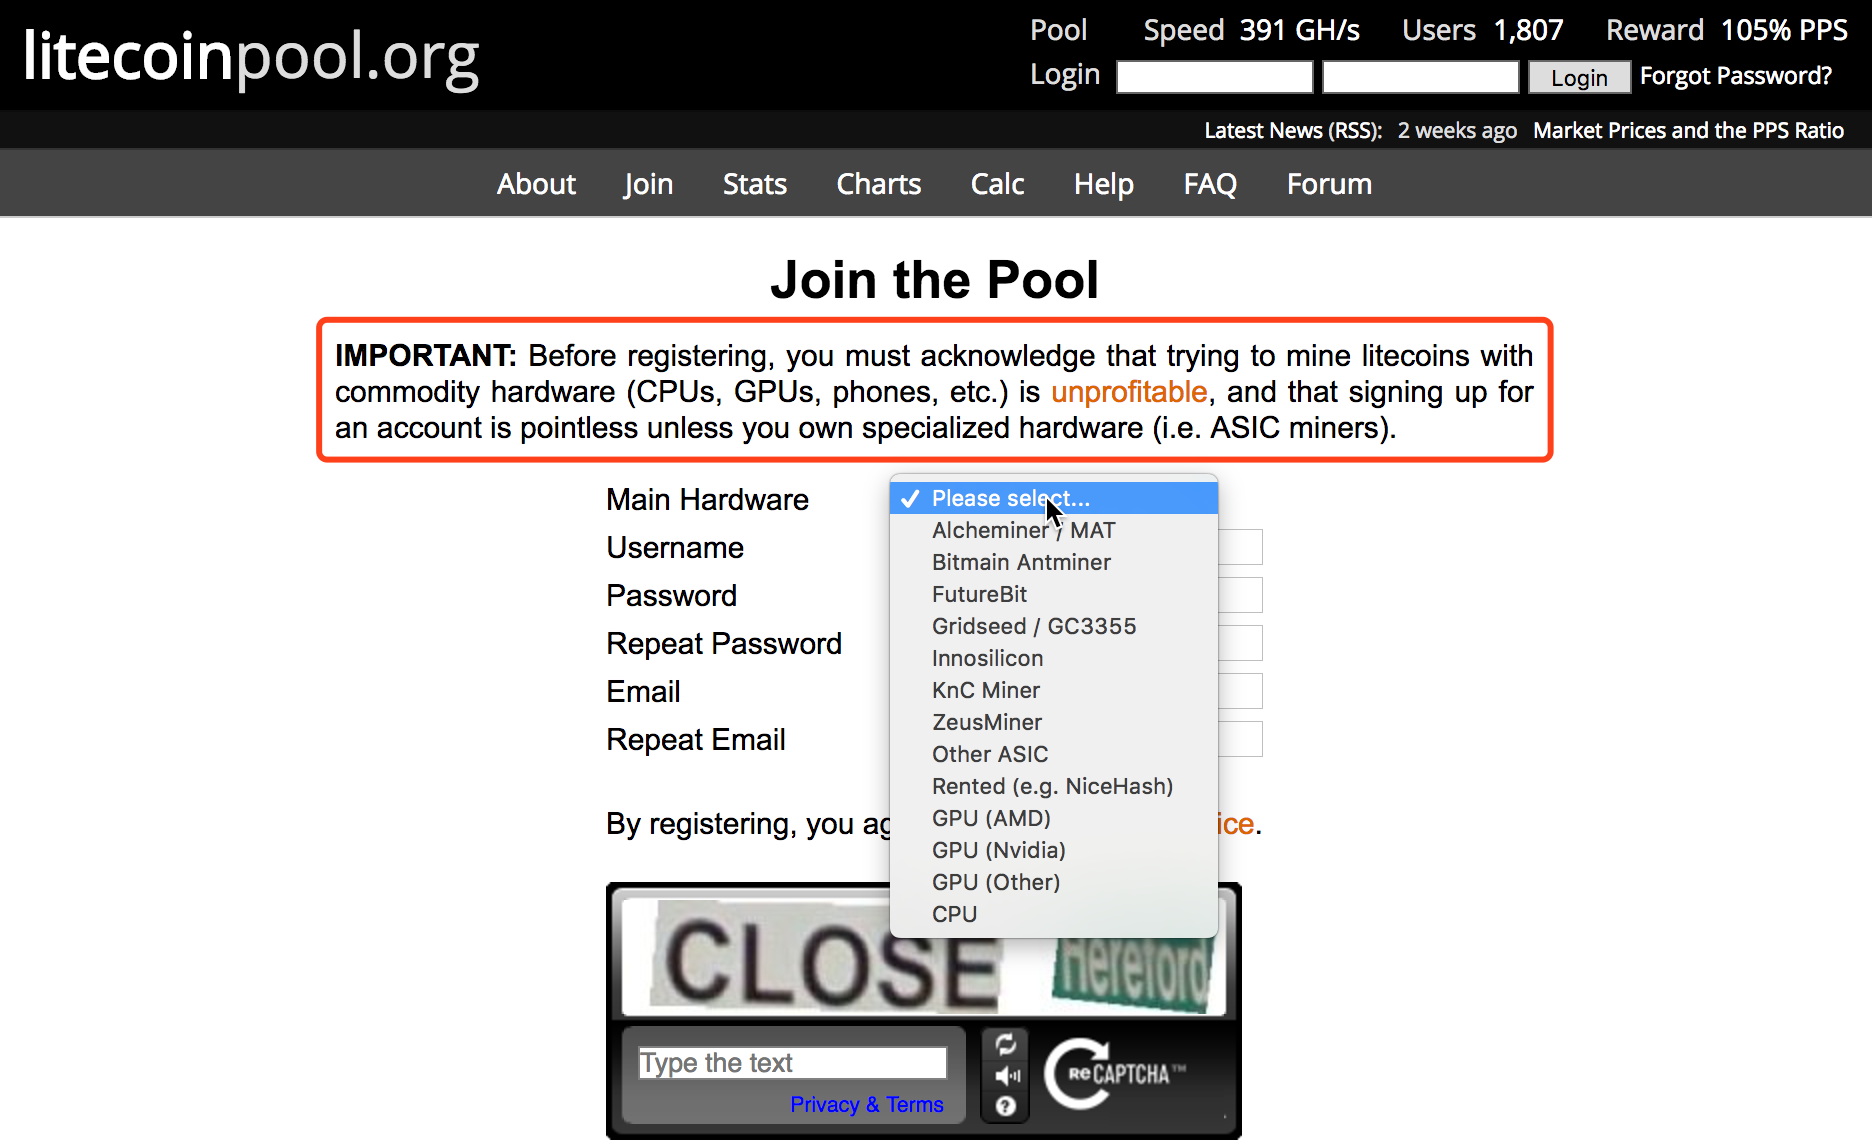 litecoinpool.org
Pool Speed 391 GH/s Users 1,807 Reward 105% PPS
Login Login Forgot Password?
Latest News (RSS): 2 weeks ago Market Prices and the PPS Ratio
About Join Stats Charts Calc Help FAQ Forum
Join the Pool
IMPORTANT: Before registering, you must acknowledge that trying to mine litecoins with
commodity hardware (CPUs, GPUs, phones, etc.) is unprofitable, and that signing up for
an account is pointless unless you own specialized hardware (i.e. ASIC miners).
Main Hardware
Username
Password
Repeat Password
Email
Repeat Email
✓ Please select...
Alcheminer / MAT
Bitmain Antminer
FutureBit
Gridseed / GC3355
Innosilicon
KnC Miner
ZeusMiner
Other ASIC
Rented (e.g. NiceHash)
GPU (AMD)
GPU (Nvidia)
GPU (Other)
CPU
By registering, you ag ice.
CLOSE Hereford
Type the text
Privacy & Terms
reCAPTCHA™